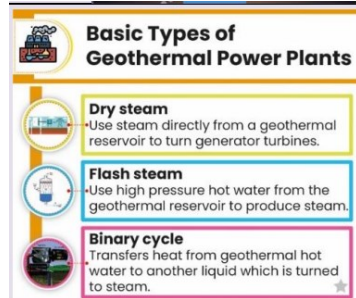 Basic Types of
Geothermal Power Plants
Dry steam
Use steam directly from a geothermal
reservoir to turn generator turbines.
Flash steam
Use high pressure hot water from the
geothermal reservoir to produce steam.
Binary cycle
Transfers heat from geothermal hot
water to another liquid which is turned
to steam.